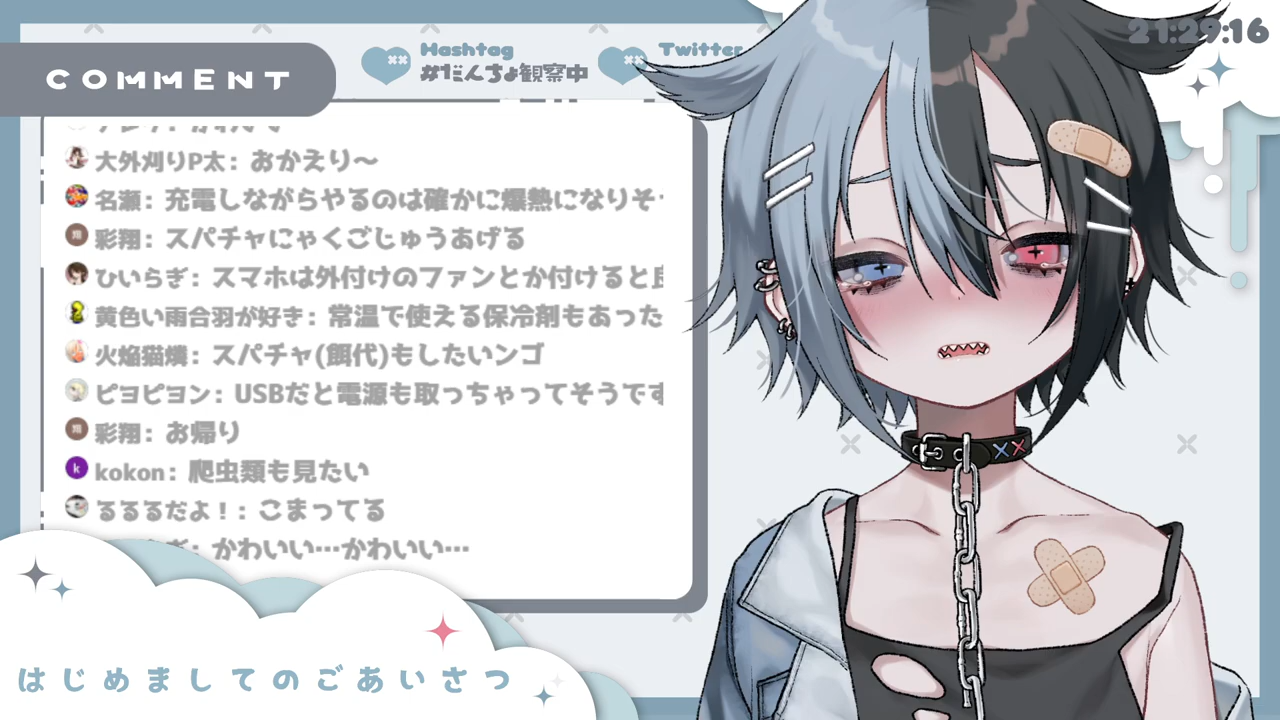 21:29:16
Hashtag
Twitter
#だんちょ観察中
COMMENT
大外刈りP太: おかえり〜
名瀬: 充電しながらやるのは確かに爆熱になりそ
彩翔: スパチャにゃくごじゅうあげる
ひいらぎ: スマホは外付けのファンとか付けると
黄色い雨合羽が好き: 常温で使える保冷剤もあった
火焔猫燐: スパチャ(餌代)もしたいンゴ
ピヨピヨン: USBだと電源も取っちゃってそうです
彩翔: お帰り
kokon: 爬虫類も見たい
るるるだよ!: こまってる
かわいい…かわいい…
はじめましてのごあいさつ